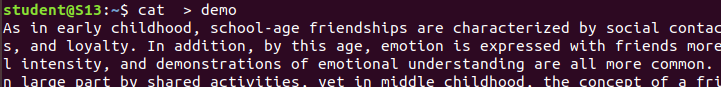 student@S13:~$ cat  > demo
As in early childhood, school-age friendships are characterized by social contac
s, and loyalty. In addition, by this age, emotion is expressed with friends more
l intensity, and demonstrations of emotional understanding are all more common.
n large part by shared activities, yet in middle childhood, the concept of a fri